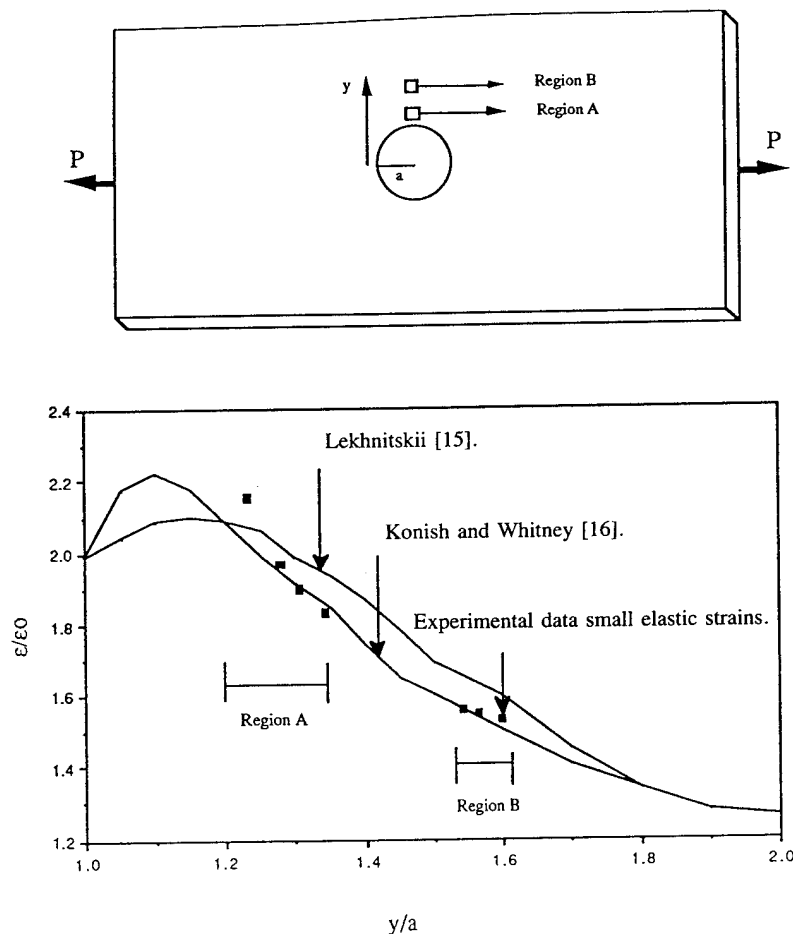 Region B
y
Region A
P
P
a
2.4
Lekhnitskii [15].
2.2
Konish and Whitney [16].
2.0
Experimental data small elastic strains.
1.8
ε/εo
1.6
Region A
1.4
Region B
1.2
1.0
1.2
1.4
1.6
1.8
2.0
y/a